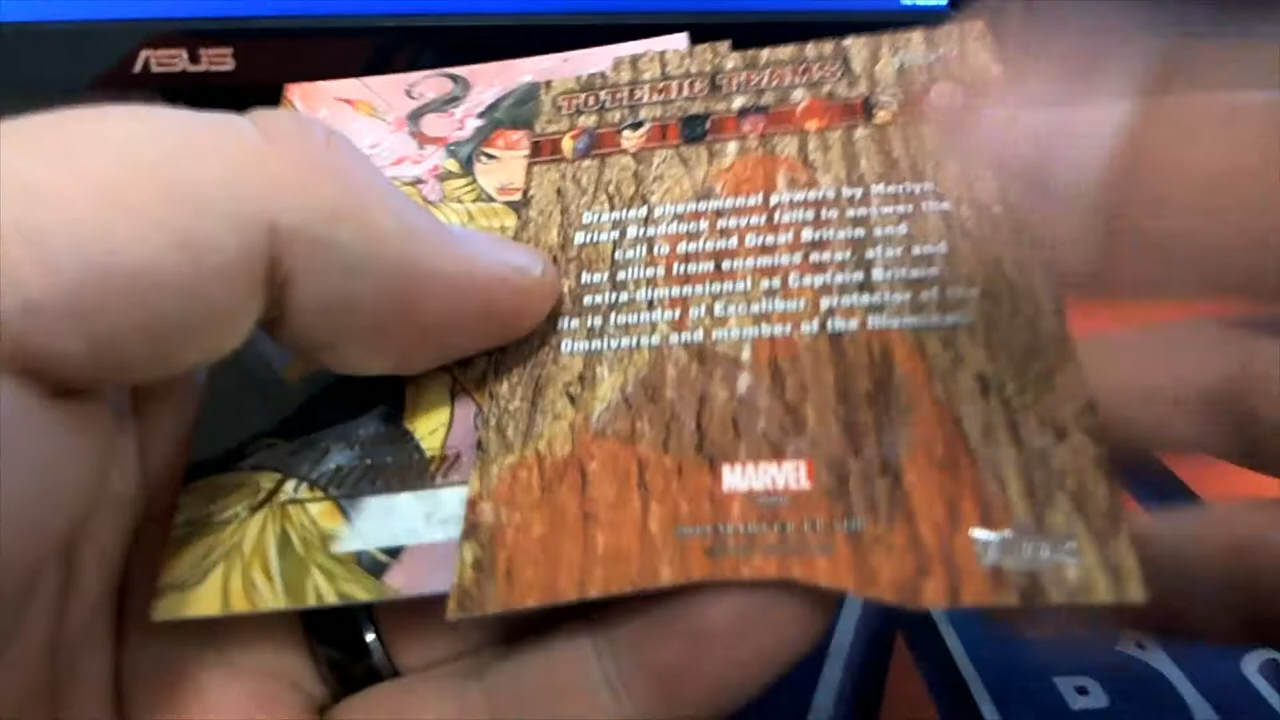 ASUS
TOTEMIC TEAMS
Granted phenomenal powers by Merlyn,
Brian Braddock never fails to answer the
call to defend Great Britain and
her allies from enemies near, afar and
extra-dimensional as Captain Britain.
He is founder of Excalibur, protector of the
Omniverse and member of the
MARVEL